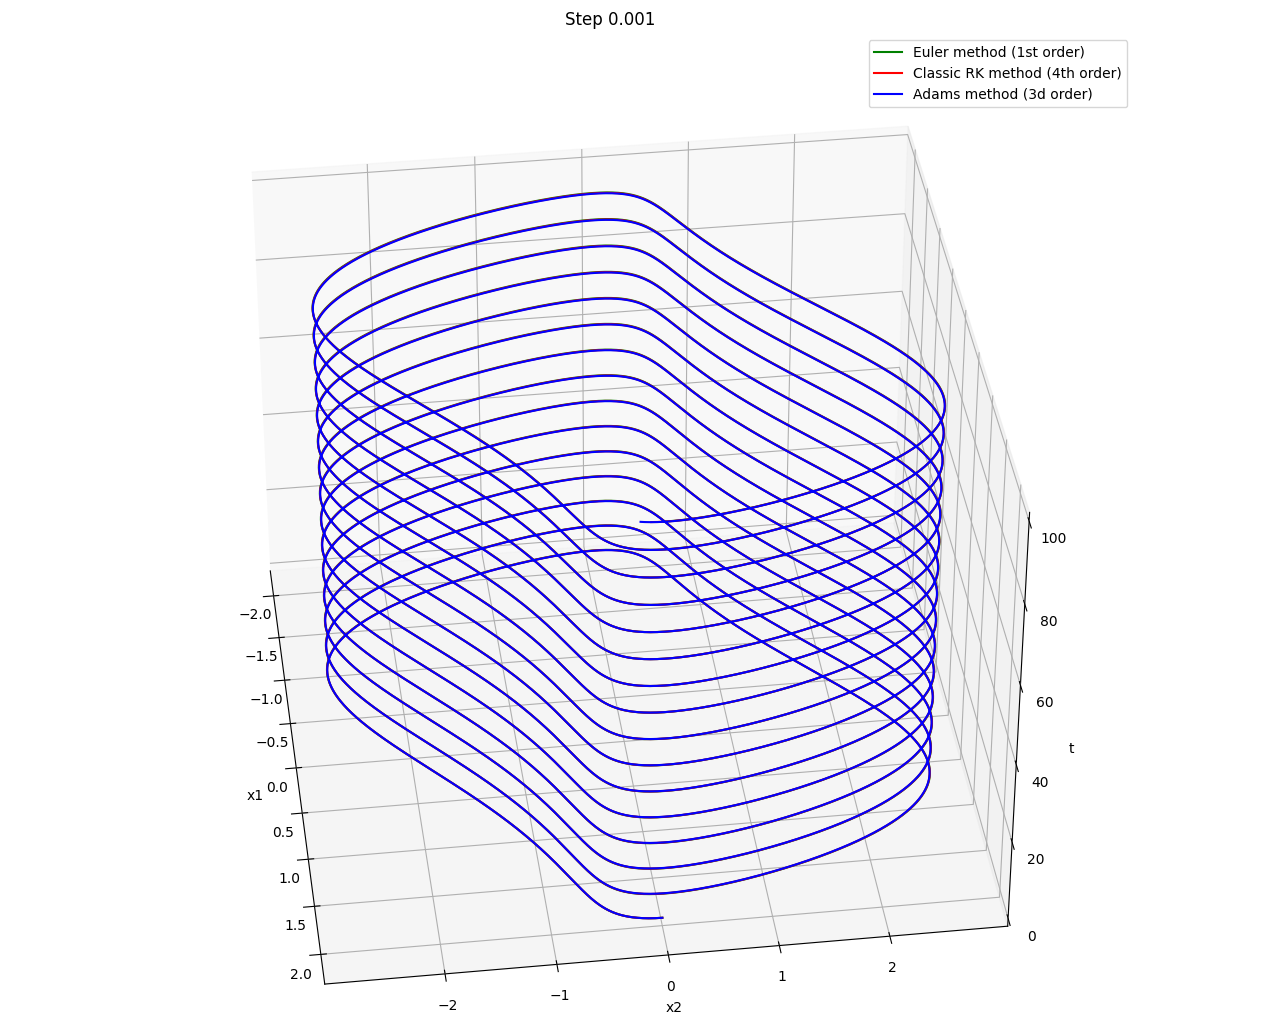 Step 0.001
Euler method (1st order)
Classic RK method (4th order)
Adams method (3d order)
−2.0
−1.5
−1.0
−0.5
0.0
0.5
1.0
1.5
2.0
x1
−2
−1
0
1
2
x2
0
20
40
60
80
100
t